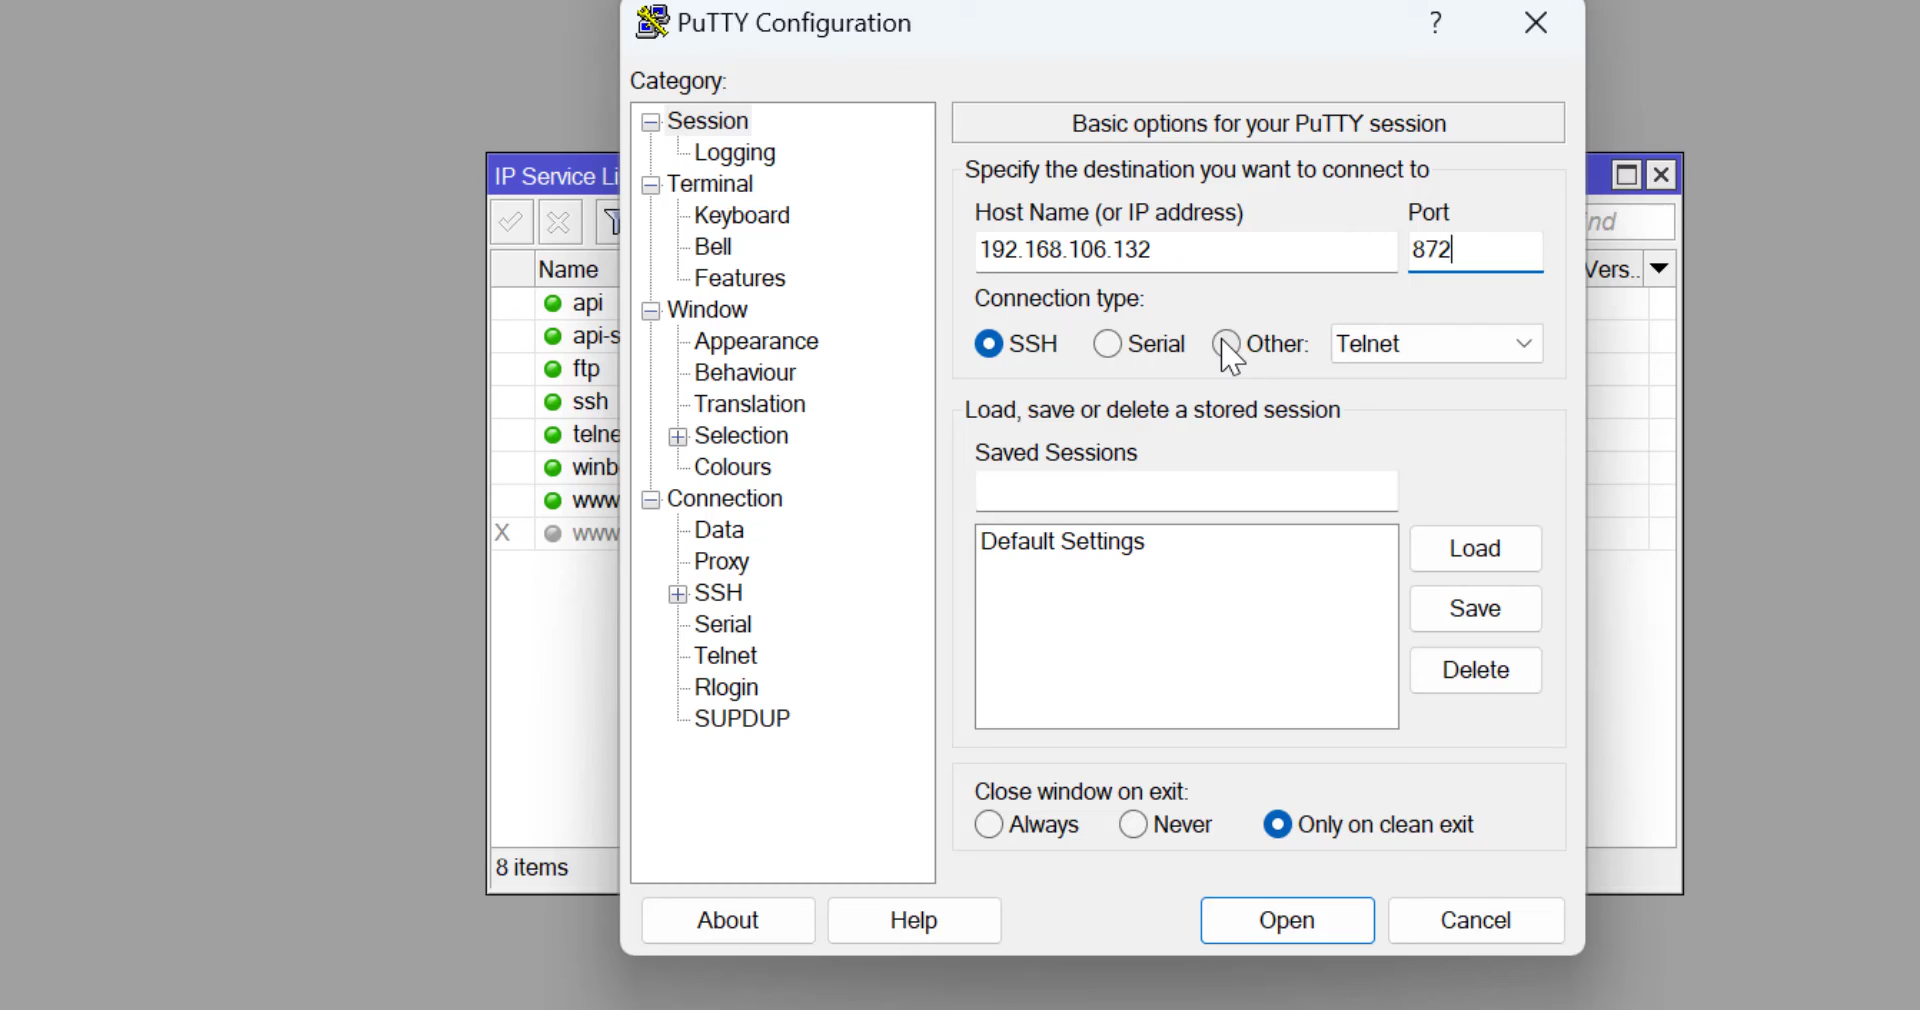 PuTTY Configuration
?
Category:
Session
Logging
Terminal
Keyboard
Bell
Features
Window
Appearance
Behaviour
Translation
Selection
Colours
Connection
Data
Proxy
SSH
Serial
Telnet
Rlogin
SUPDUP
Basic options for your PuTTY session
Specify the destination you want to connect to
Host Name (or IP address) Port
192.168.106.132 872
Connection type:
SSH Serial Other: Telnet
Load, save or delete a stored session
Saved Sessions
Default Settings
Load
Save
Delete
Close window on exit:
Always Never Only on clean exit
About Help Open Cancel
IP Service Li
nd
Name Vers..
api
api-s
ftp
ssh
telne
winb
www
X www
8 items